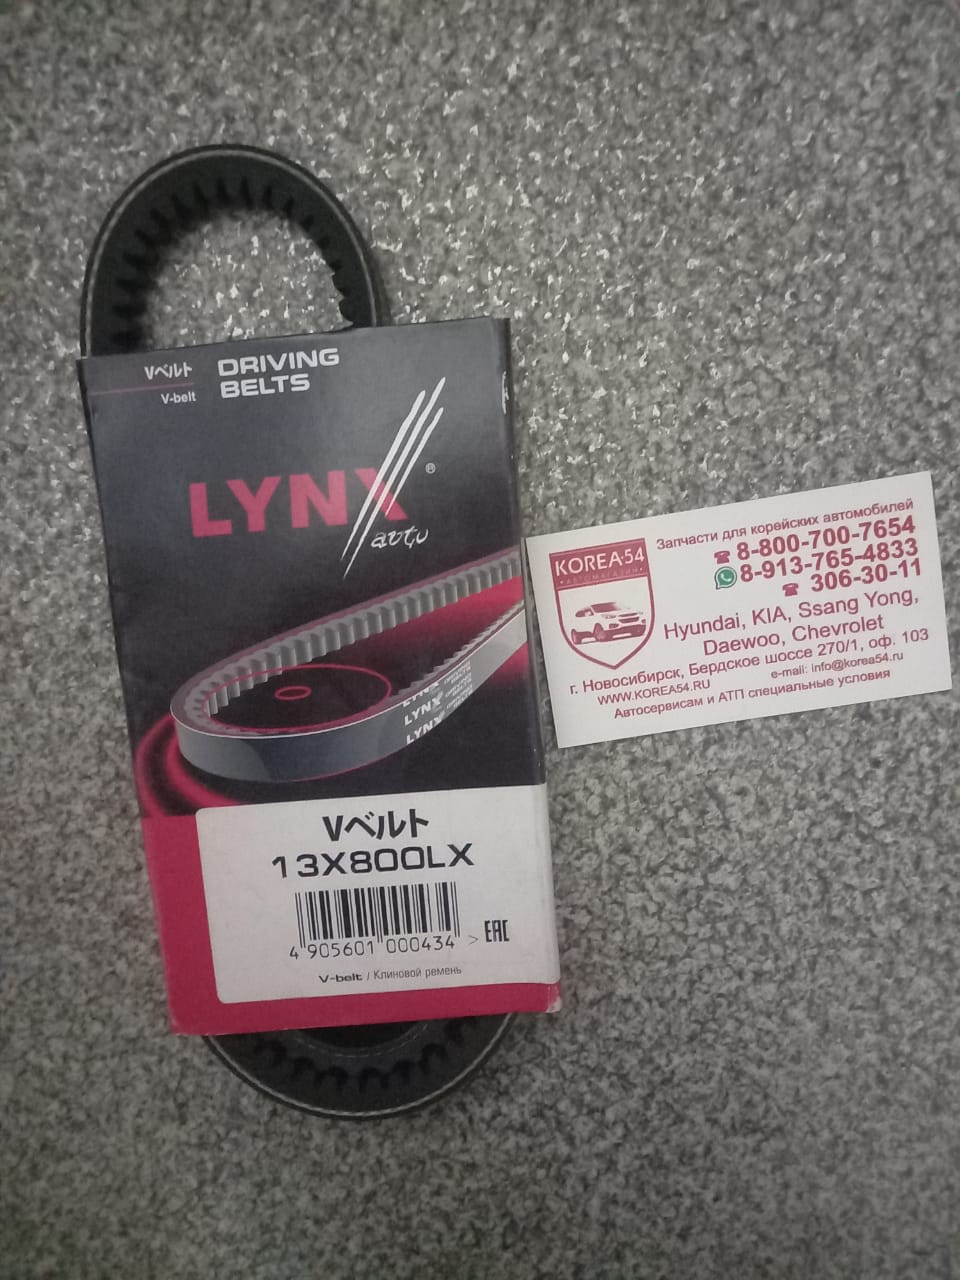 Vベルト
V-belt
DRIVING
BELTS
LYNX®
auto
LYNX
LYNX
LYNX
Vベルト
13X800LX
4 905601 000434 >
EAC
V-belt / Клиновой ремень
KOREA54
•АВТОМАГАЗИН•
Запчасти для корейских автомобилей
8-800-700-7654
8-913-765-4833
306-30-11
Hyundai, KIA, Ssang Yong,
Daewoo, Chevrolet
г. Новосибирск, Бердское шоссе 270/1, оф. 103
WWW.KOREA54.RU e-mail: info@korea54.ru
Автосервисам и АТП специальные условия